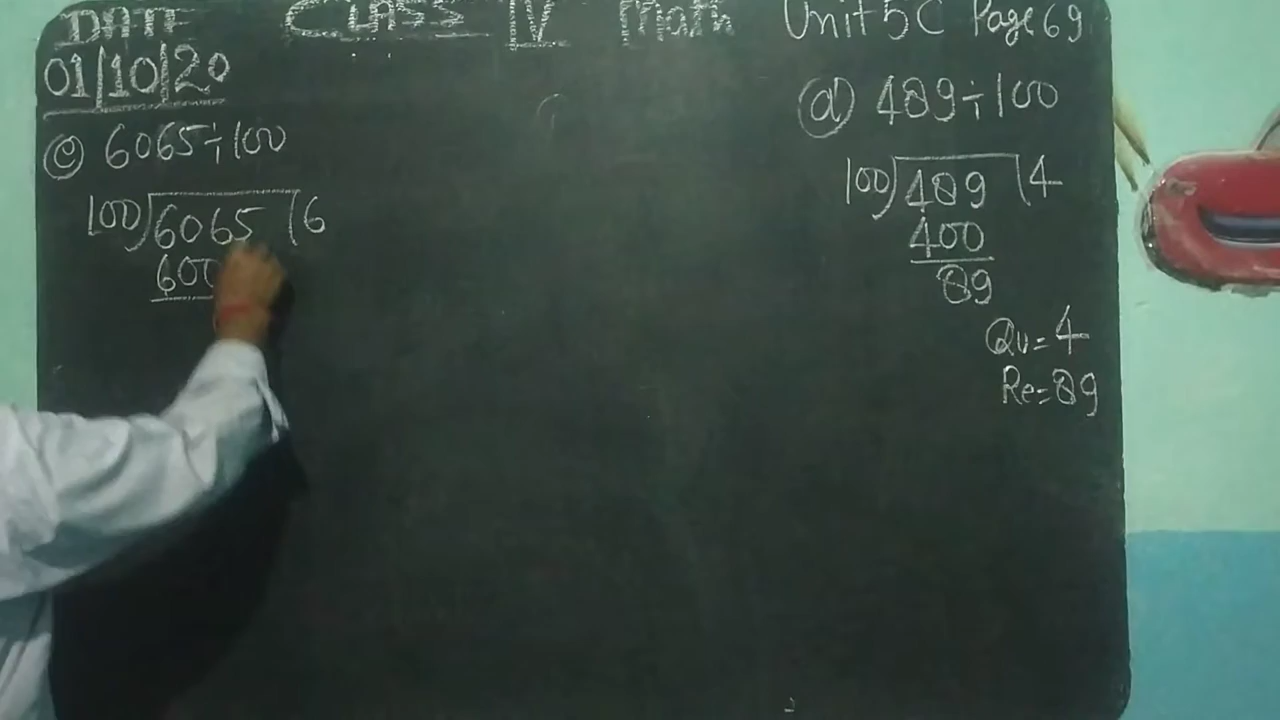 DATE CLASS IV Math Unit 5C Page 69
01/10/20
c 6065÷100
100)6065(6
600
d 489÷100
100)489(4
400
89
Qu=4
Re=89